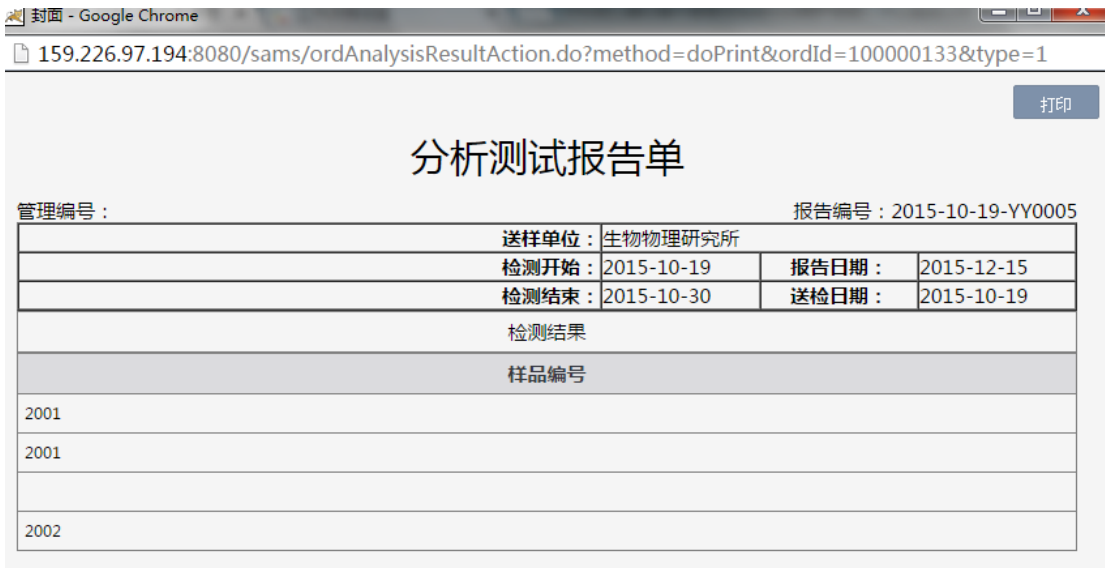 封面 - Google Chrome
159.226.97.194:8080/sams/ordAnalysisResultAction.do?method=doPrint&ordId=100000133&type=1
打印
分析测试报告单
管理编号： 报告编号：2015-10-19-YY0005
送样单位： 生物物理研究所
检测开始： 2015-10-19 报告日期： 2015-12-15
检测结束： 2015-10-30 送检日期： 2015-10-19
检测结果
样品编号
2001
2001
2002